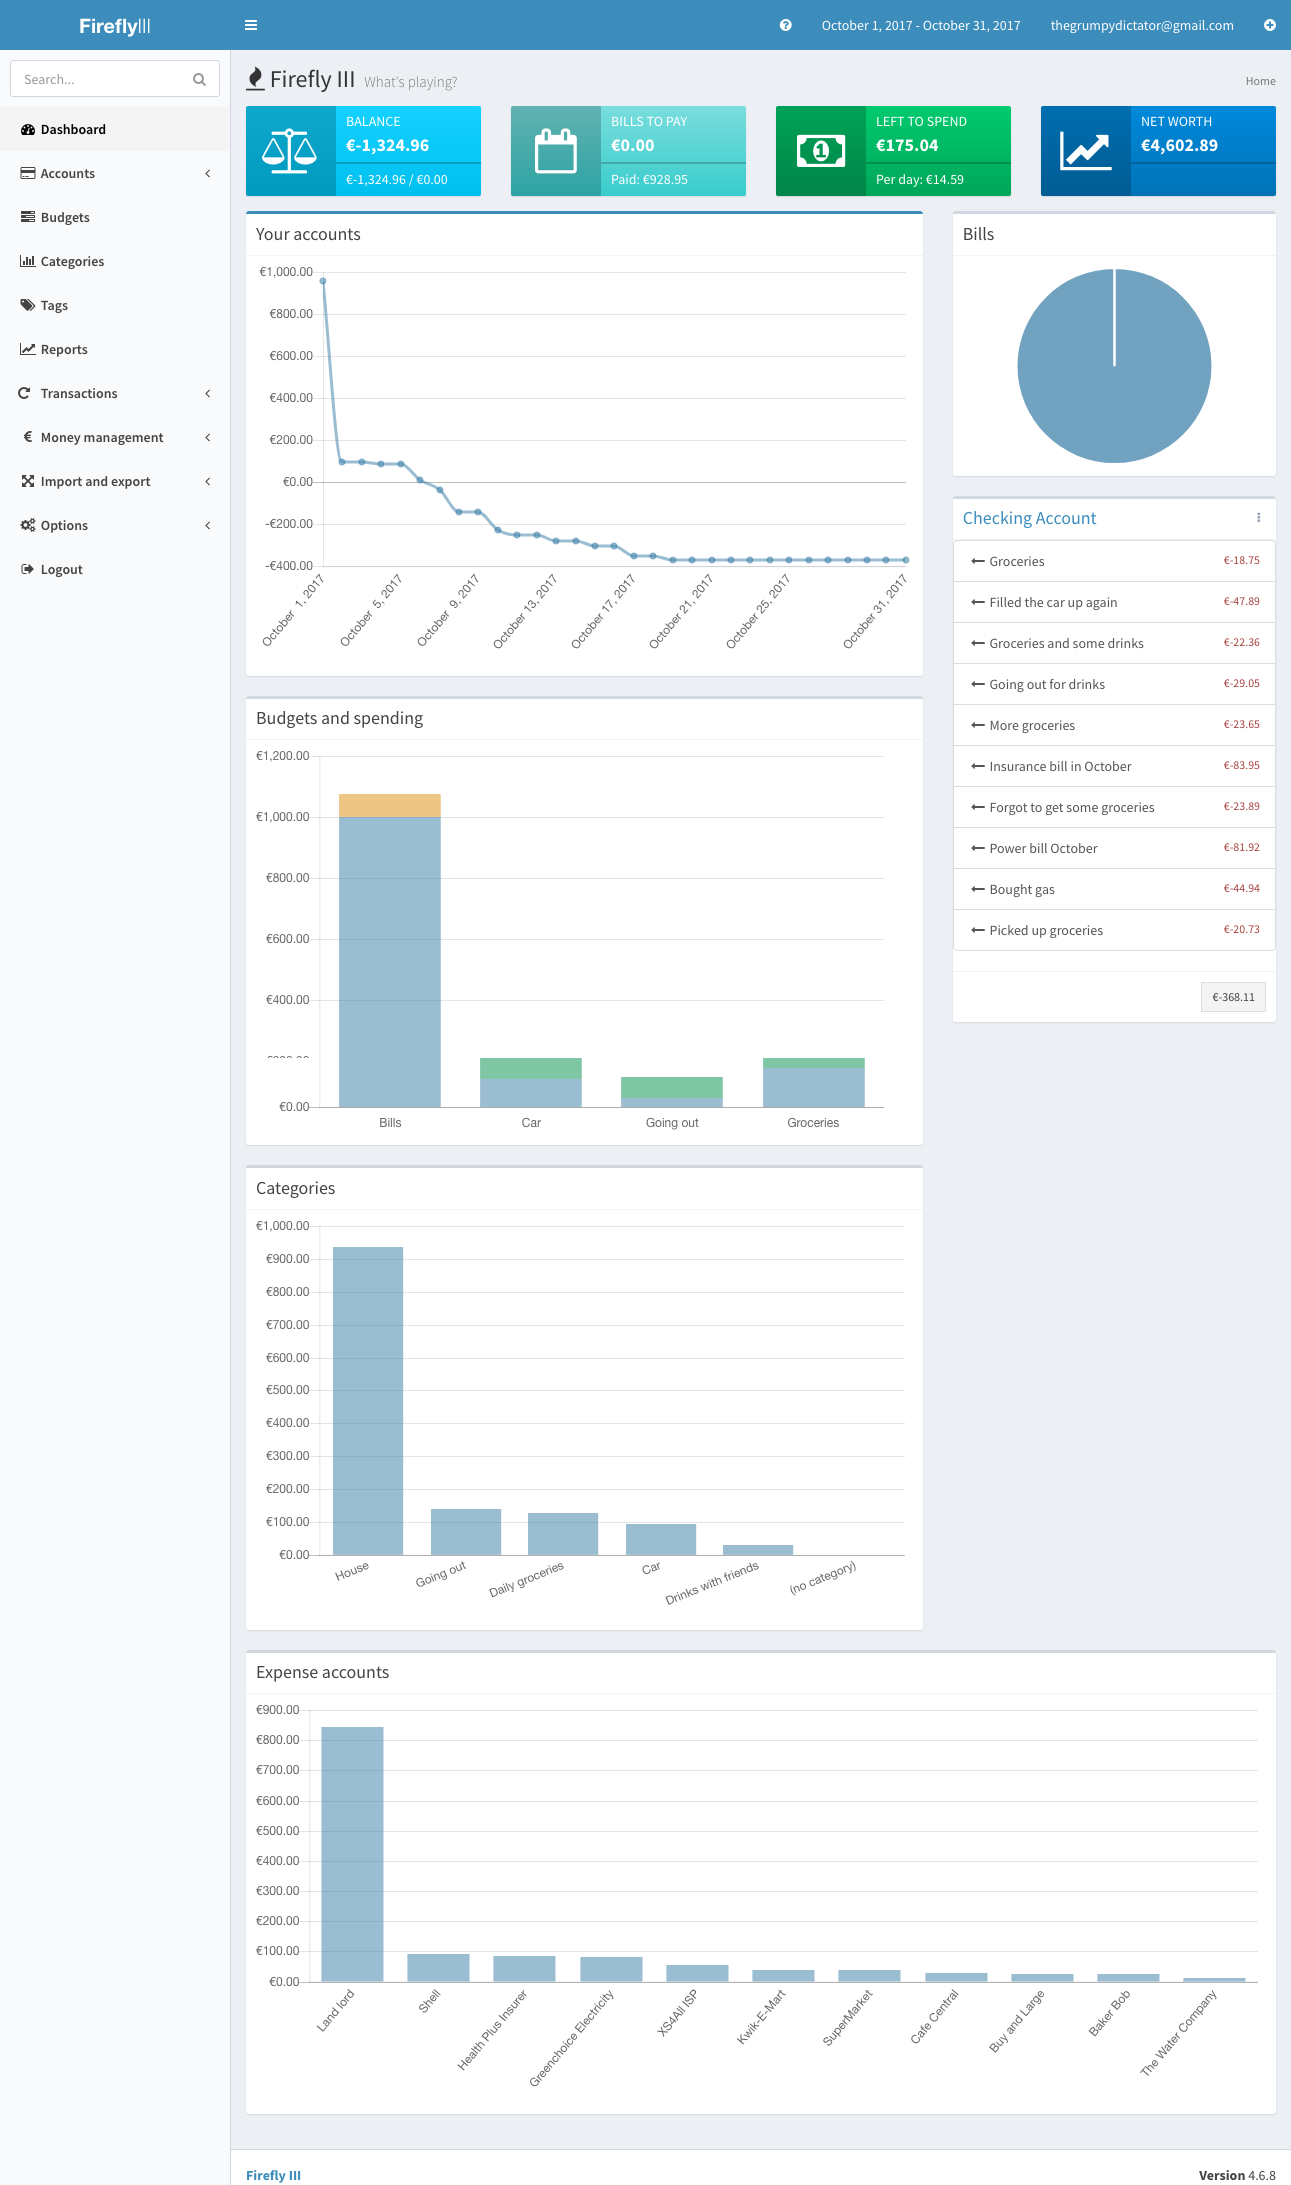 FireflyIII
October 1, 2017 - October 31, 2017
thegrumpydictator@gmail.com
Search...
Dashboard
Accounts
Budgets
Categories
Tags
Reports
Transactions
Money management
Import and export
Options
Logout
Firefly III What's playing?
Home
BALANCE
€-1,324.96
€-1,324.96 / €0.00
BILLS TO PAY
€0.00
Paid: €928.95
LEFT TO SPEND
€175.04
Per day: €14.59
NET WORTH
€4,602.89
Your accounts
€1,000.00
€800.00
€600.00
€400.00
€200.00
€0.00
-€200.00
-€400.00
October 1, 2017
October 5, 2017
October 9, 2017
October 13, 2017
October 17, 2017
October 21, 2017
October 25, 2017
October 31, 2017
Bills
Checking Account
Groceries €-18.75
Filled the car up again €-47.89
Groceries and some drinks €-22.36
Going out for drinks €-29.05
More groceries €-23.65
Insurance bill in October €-83.95
Forgot to get some groceries €-23.89
Power bill October €-81.92
Bought gas €-44.94
Picked up groceries €-20.73
€-368.11
Budgets and spending
€1,200.00
€1,000.00
€800.00
€600.00
€400.00
€0.00
Bills
Car
Going out
Groceries
Categories
€1,000.00
€900.00
€800.00
€700.00
€600.00
€500.00
€400.00
€300.00
€200.00
€100.00
€0.00
House
Going out
Daily groceries
Car
Drinks with friends
(no category)
Expense accounts
€900.00
€800.00
€700.00
€600.00
€500.00
€400.00
€300.00
€200.00
€100.00
€0.00
Land lord
Shell
Health Plus Insurer
Greenchoice Electricity
XS4All ISP
Kwik-E-Mart
SuperMarket
Cafe Central
Buy and Large
Baker Bob
The Water Company
Firefly III
Version 4.6.8